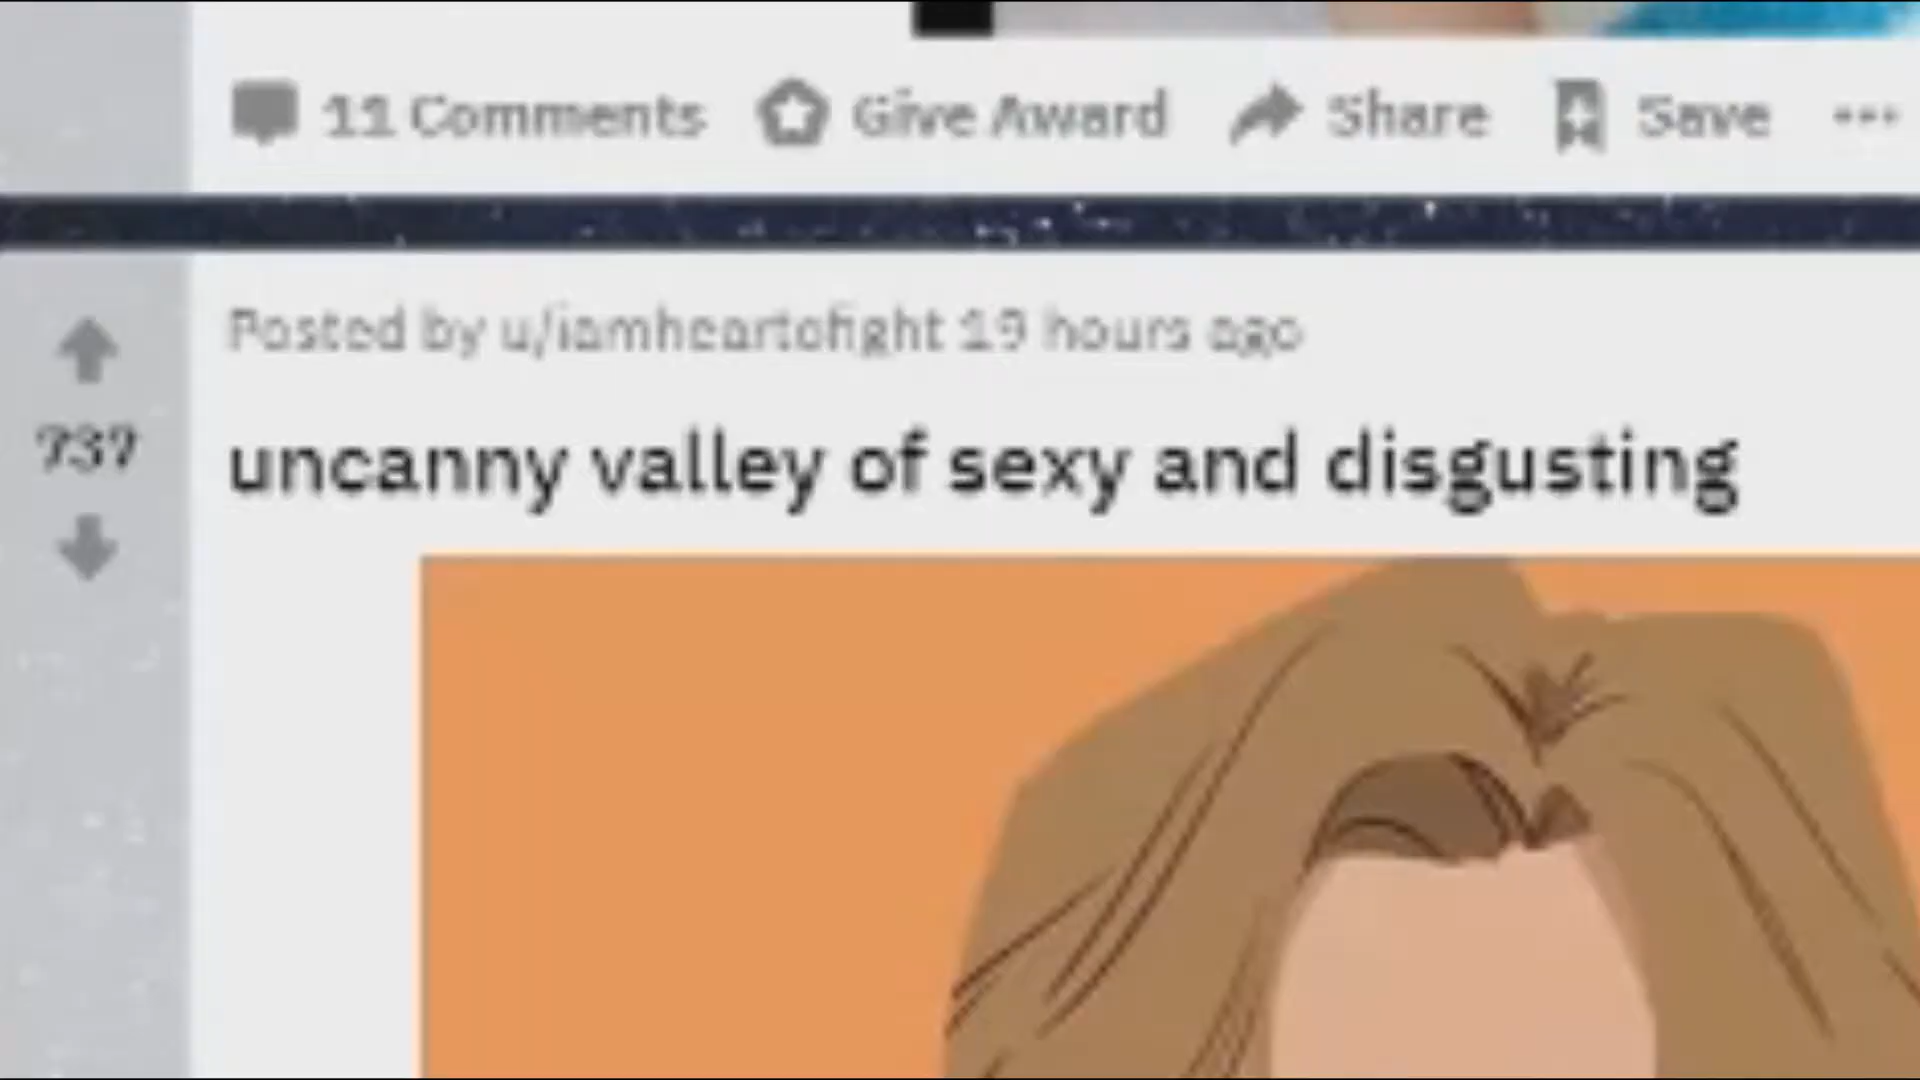 11 Comments Give Award Share Save ...
Posted by u/iamheartofight 19 hours ago
737
uncanny valley of sexy and disgusting